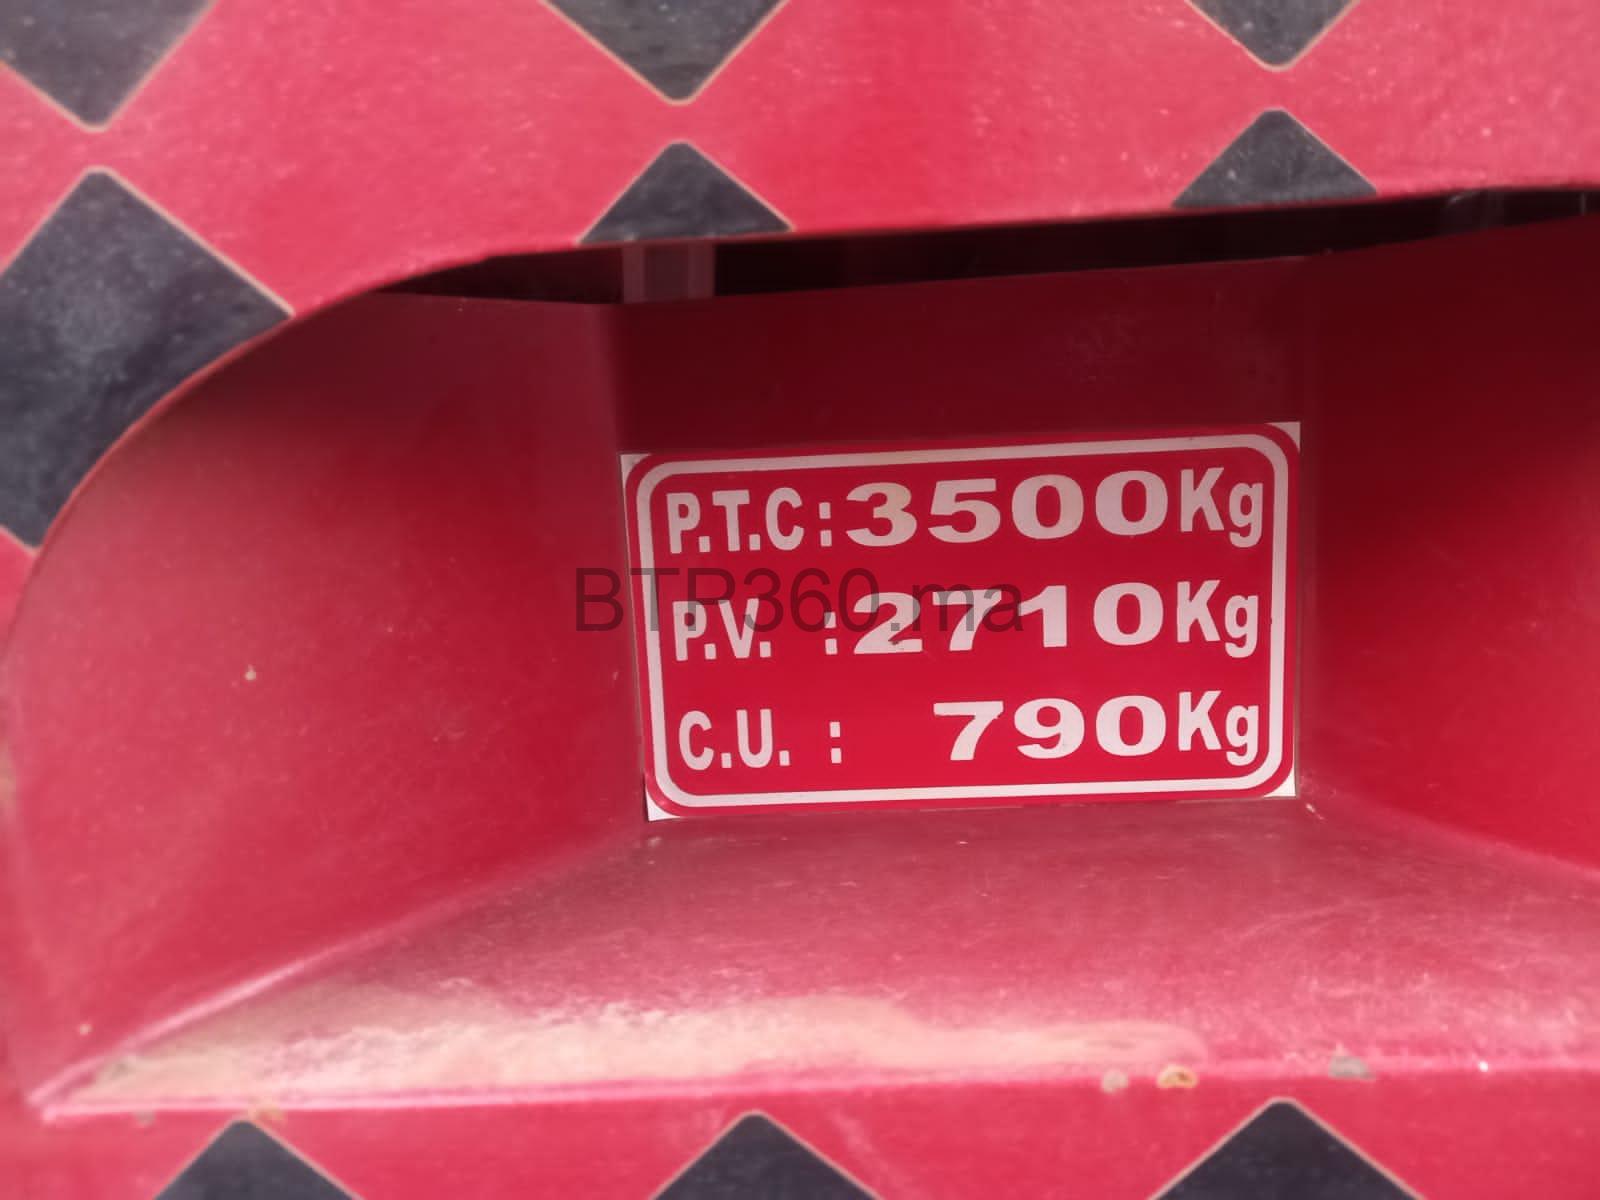 P.T.C:3500Kg
BTP360.ma
P.V. :2710Kg
C.U. : 790Kg